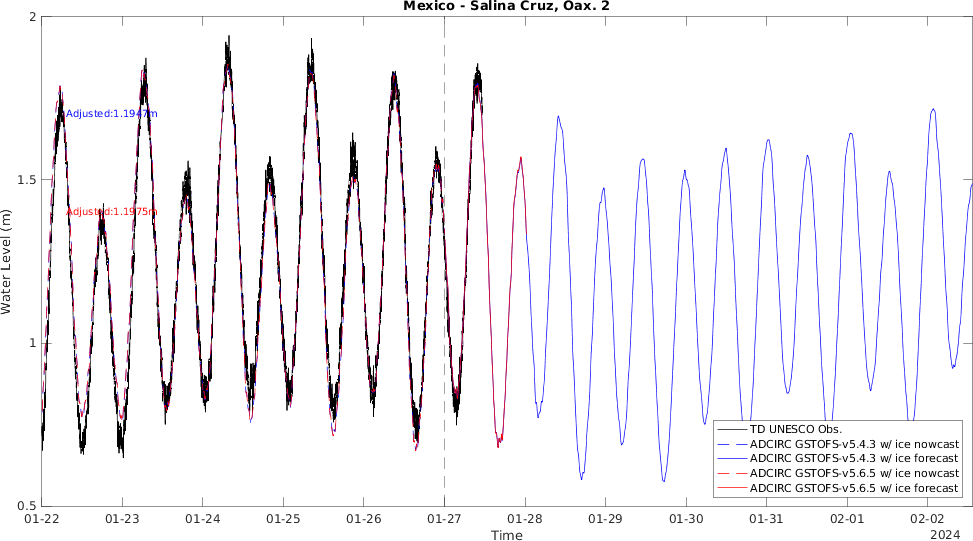 Mexico - Salina Cruz, Oax. 2
Water Level (m)
2
1.5
1
0.5
Adjusted:1.1947m
Adjusted:1.1975m
TD UNESCO Obs.
ADCIRC GSTOFS-v5.4.3 w/ ice nowcast
ADCIRC GSTOFS-v5.4.3 w/ ice forecast
ADCIRC GSTOFS-v5.6.5 w/ ice nowcast
ADCIRC GSTOFS-v5.6.5 w/ ice forecast
01-22 01-23 01-24 01-25 01-26 01-27 01-28 01-29 01-30 01-31 02-01 02-02
2024
Time